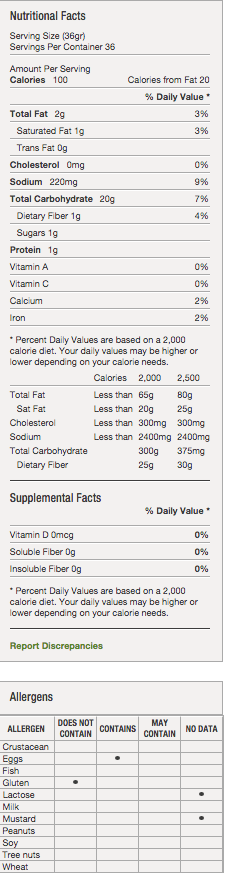 Nutritional Facts
Serving Size (36gr)
Servings Per Container 36
Amount Per Serving
Calories 100 Calories from Fat 20
% Daily Value *
Total Fat 2g 3%
Saturated Fat 1g 3%
Trans Fat 0g
Cholesterol 0mg 0%
Sodium 220mg 9%
Total Carbohydrate 20g 7%
Dietary Fiber 1g 4%
Sugars 1g
Protein 1g
Vitamin A 0%
Vitamin C 0%
Calcium 2%
Iron 2%
* Percent Daily Values are based on a 2,000
calorie diet. Your daily values may be higher or
lower depending on your calorie needs.
Calories 2,000 2,500
Total Fat Less than 65g 80g
Sat Fat Less than 20g 25g
Cholesterol Less than 300mg 300mg
Sodium Less than 2400mg 2400mg
Total Carbohydrate 300g 375mg
Dietary Fiber 25g 30g
Supplemental Facts
% Daily Value *
Vitamin D 0mcg 0%
Soluble Fiber 0g 0%
Insoluble Fiber 0g 0%
* Percent Daily Values are based on a 2,000
calorie diet. Your daily values may be higher or
lower depending on your calorie needs.
Report Discrepancies
Allergens
ALLERGEN DOES NOT CONTAIN CONTAINS MAY CONTAIN NO DATA
Crustacean
Eggs •
Fish
Gluten •
Lactose •
Milk
Mustard •
Peanuts
Soy
Tree nuts
Wheat